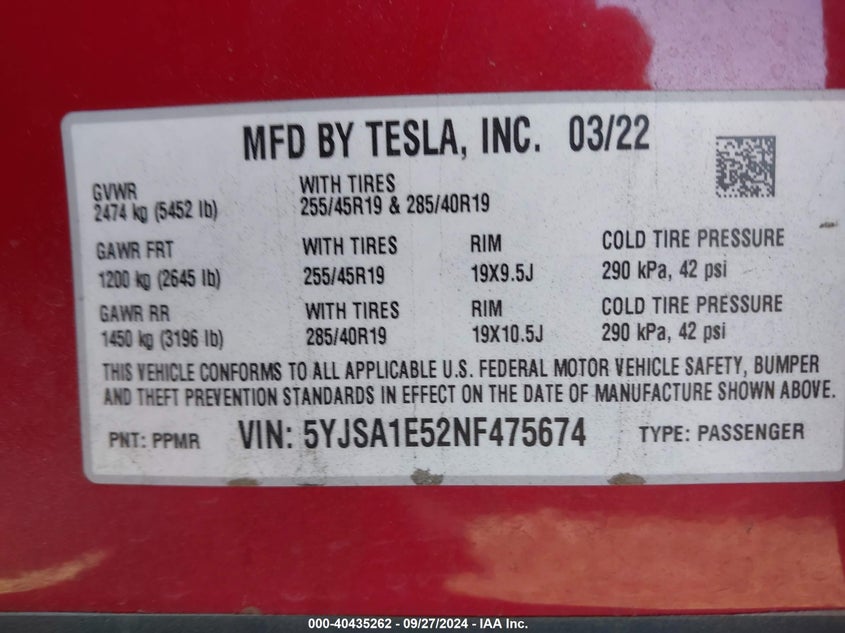 MFD BY TESLA, INC. 03/22
GVWR WITH TIRES
2474 kg (5452 lb) 255/45R19 & 285/40R19
GAWR FRT WITH TIRES RIM COLD TIRE PRESSURE
1200 kg (2645 lb) 255/45R19 19X9.5J 290 kPa, 42 psi
GAWR RR WITH TIRES RIM COLD TIRE PRESSURE
1450 kg (3196 lb) 285/40R19 19X10.5J 290 kPa, 42 psi
THIS VEHICLE CONFORMS TO ALL APPLICABLE U.S. FEDERAL MOTOR VEHICLE SAFETY, BUMPER
AND THEFT PREVENTION STANDARDS IN EFFECT ON THE DATE OF MANUFACTURE SHOWN ABOVE.
PNT: PPMR VIN: 5YJSA1E52NF475674 TYPE: PASSENGER
000-40435262 - 09/27/2024 - IAA Inc.